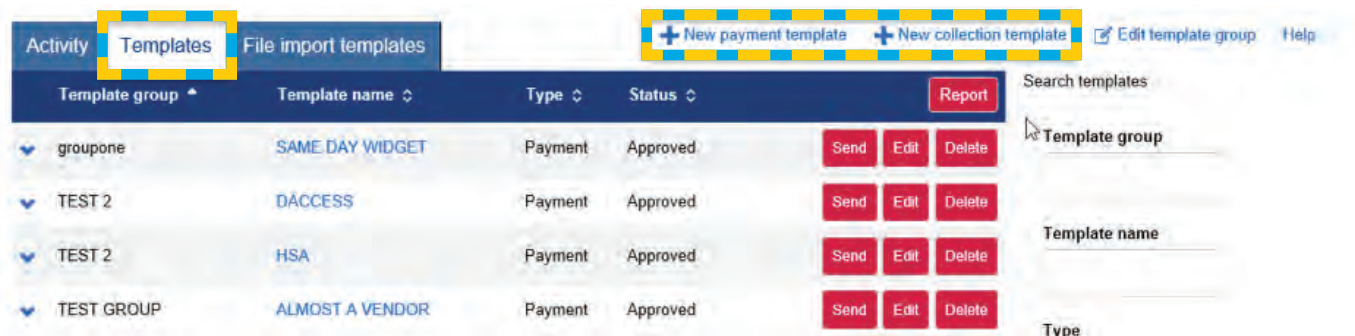 Activity Templates File import templates New payment template New collection template Edit template group Help
Template group Template name Type Status Report
Search templates
groupone SAME DAY WIDGET Payment Approved Send Edit Delete
Template group
TEST 2 DACCESS Payment Approved Send Edit Delete
Template name
TEST 2 HSA Payment Approved Send Edit Delete
TEST GROUP ALMOST A VENDOR Payment Approved Send Edit Delete
Type